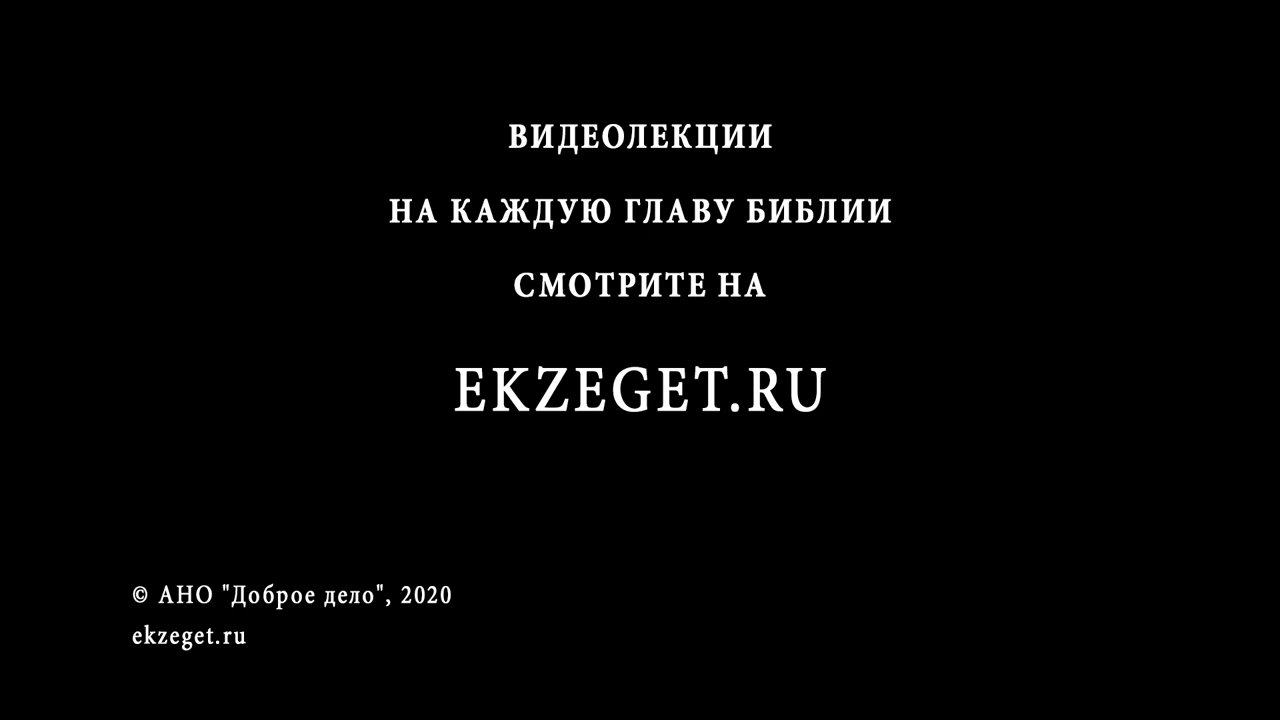 ВИДЕОЛЕКЦИИ
НА КАЖДУЮ ГЛАВУ БИБЛИИ
СМОТРИТЕ НА
EKZEGET.RU
© АНО "Доброе дело", 2020
ekzeget.ru